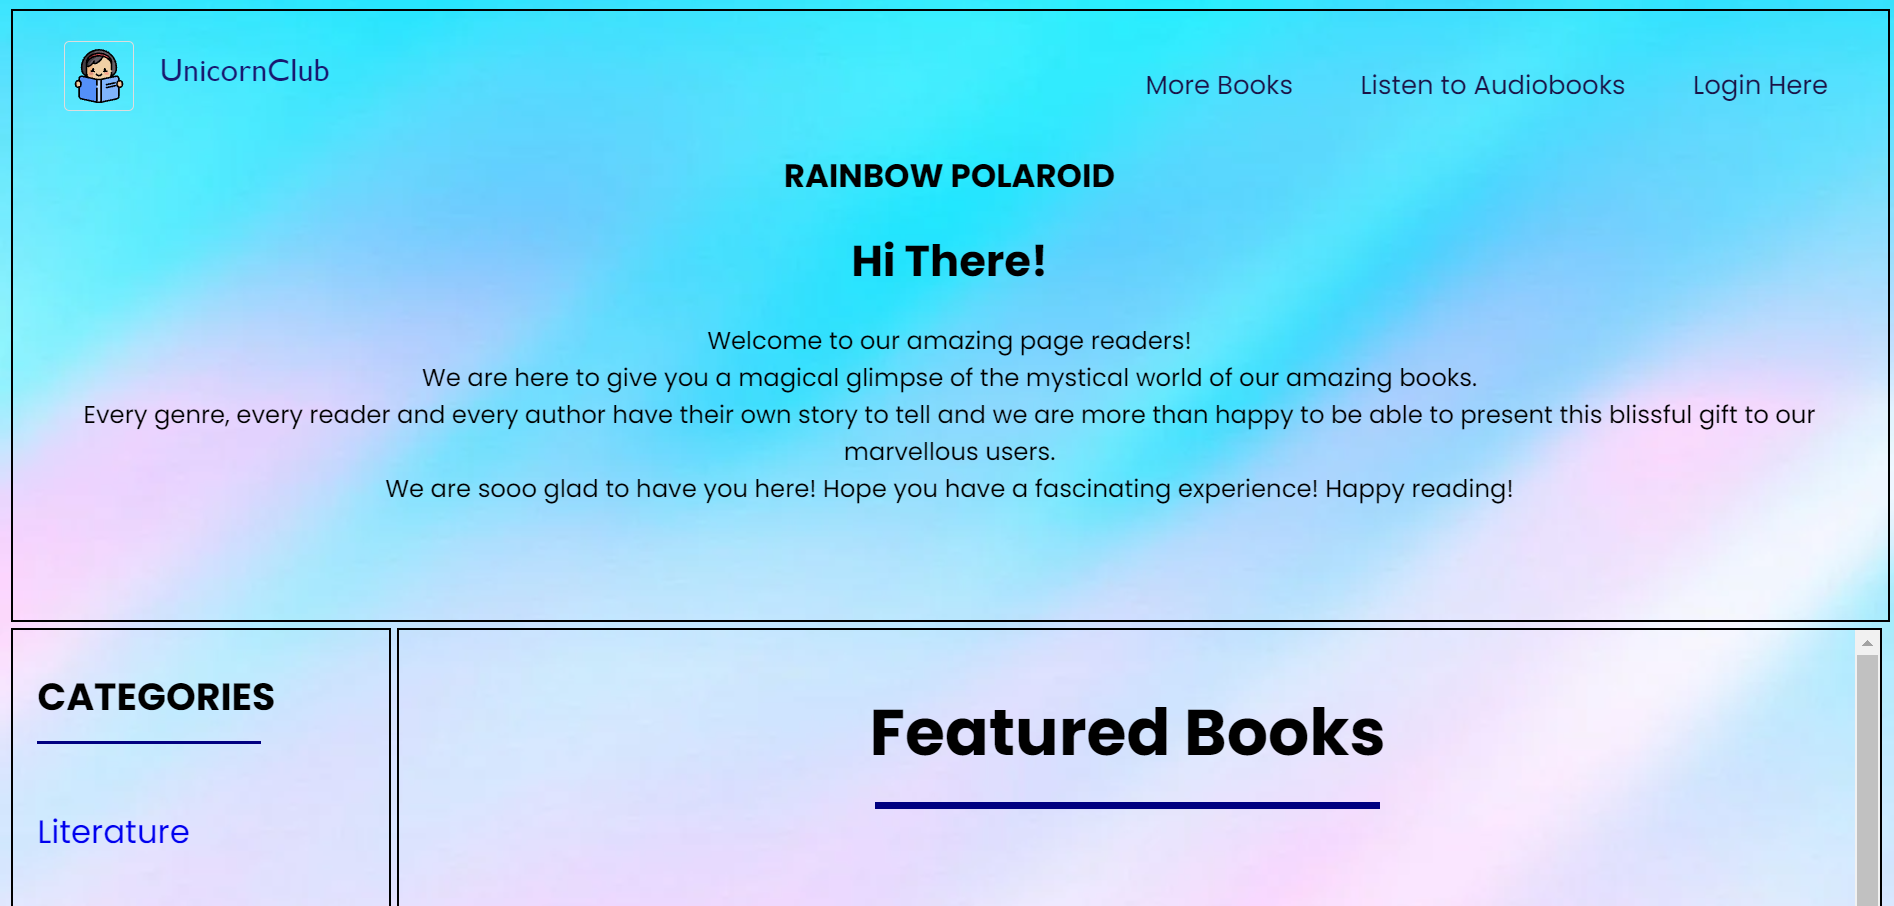 UnicornClub
More Books
Listen to Audiobooks
Login Here
RAINBOW POLAROID
Hi There!
Welcome to our amazing page readers!
We are here to give you a magical glimpse of the mystical world of our amazing books.
Every genre, every reader and every author have their own story to tell and we are more than happy to be able to present this blissful gift to our
marvellous users.
We are sooo glad to have you here! Hope you have a fascinating experience! Happy reading!
CATEGORIES
Literature
Featured Books